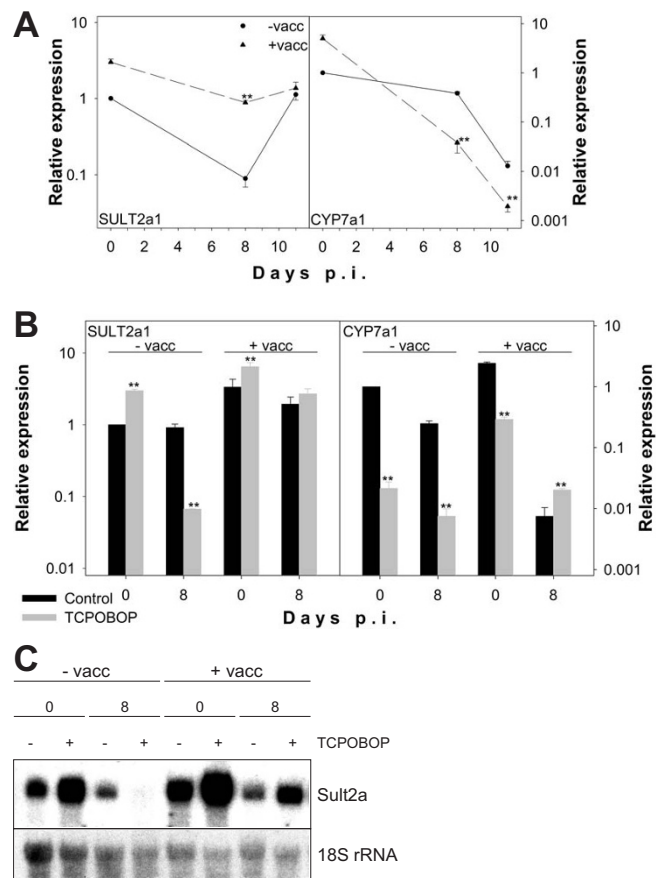 A
-vacc
+vacc
10
1
0.1
Relative expression
**
SULT2a1
**
**
CYP7a1
10
1
0.1
0.01
0.001
Relative expression
0 2 4 6 8 10 0 2 4 6 8 10
Days p.i.
B
SULT2a1
CYP7a1
- vacc + vacc - vacc + vacc
10
1
0.1
0.01
Relative expression
** ** **
** ** ** **
10
1
0.1
0.01
0.001
Relative expression
0 8 0 8 0 8 0 8
Control
TCPOBOP
Days p.i.
C
- vacc + vacc
0 8 0 8
- + - + - + - + TCPOBOP
Sult2a
18S rRNA